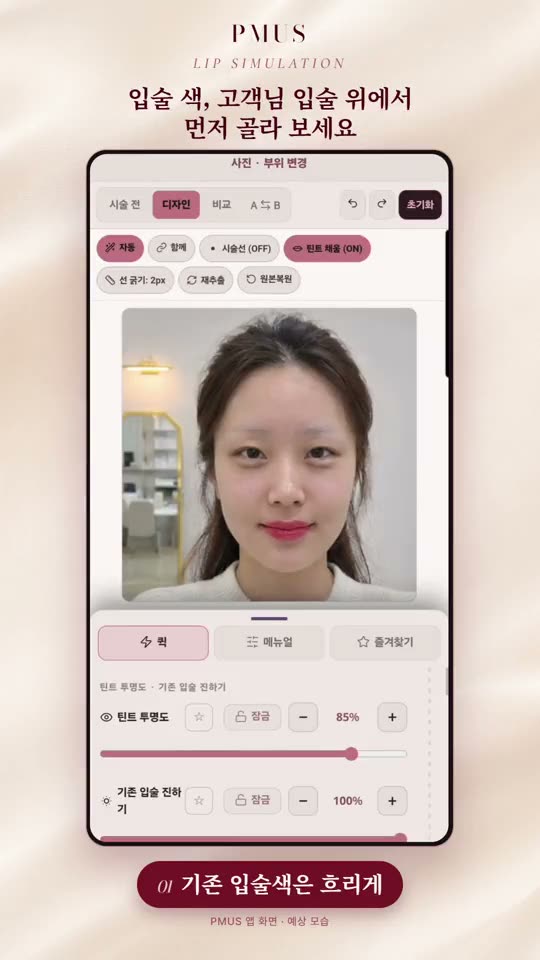 PMUS
LIP SIMULATION
입술 색, 고객님 입술 위에서
먼저 골라 보세요
사진 · 부위 변경
시술 전 디자인 비교 A ⇆ B 초기화
자동 함께 시술선 (OFF) 틴트 채움 (ON)
선 굵기: 2px 재추출 원본복원
퀵 메뉴얼 즐겨찾기
틴트 투명도 · 기존 입술 진하기
틴트 투명도 ☆ 잠금 − 85% +
기존 입술 진하
기 ☆ 잠금 − 100% +
01 기존 입술색은 흐리게
PMUS 앱 화면 · 예상 모습